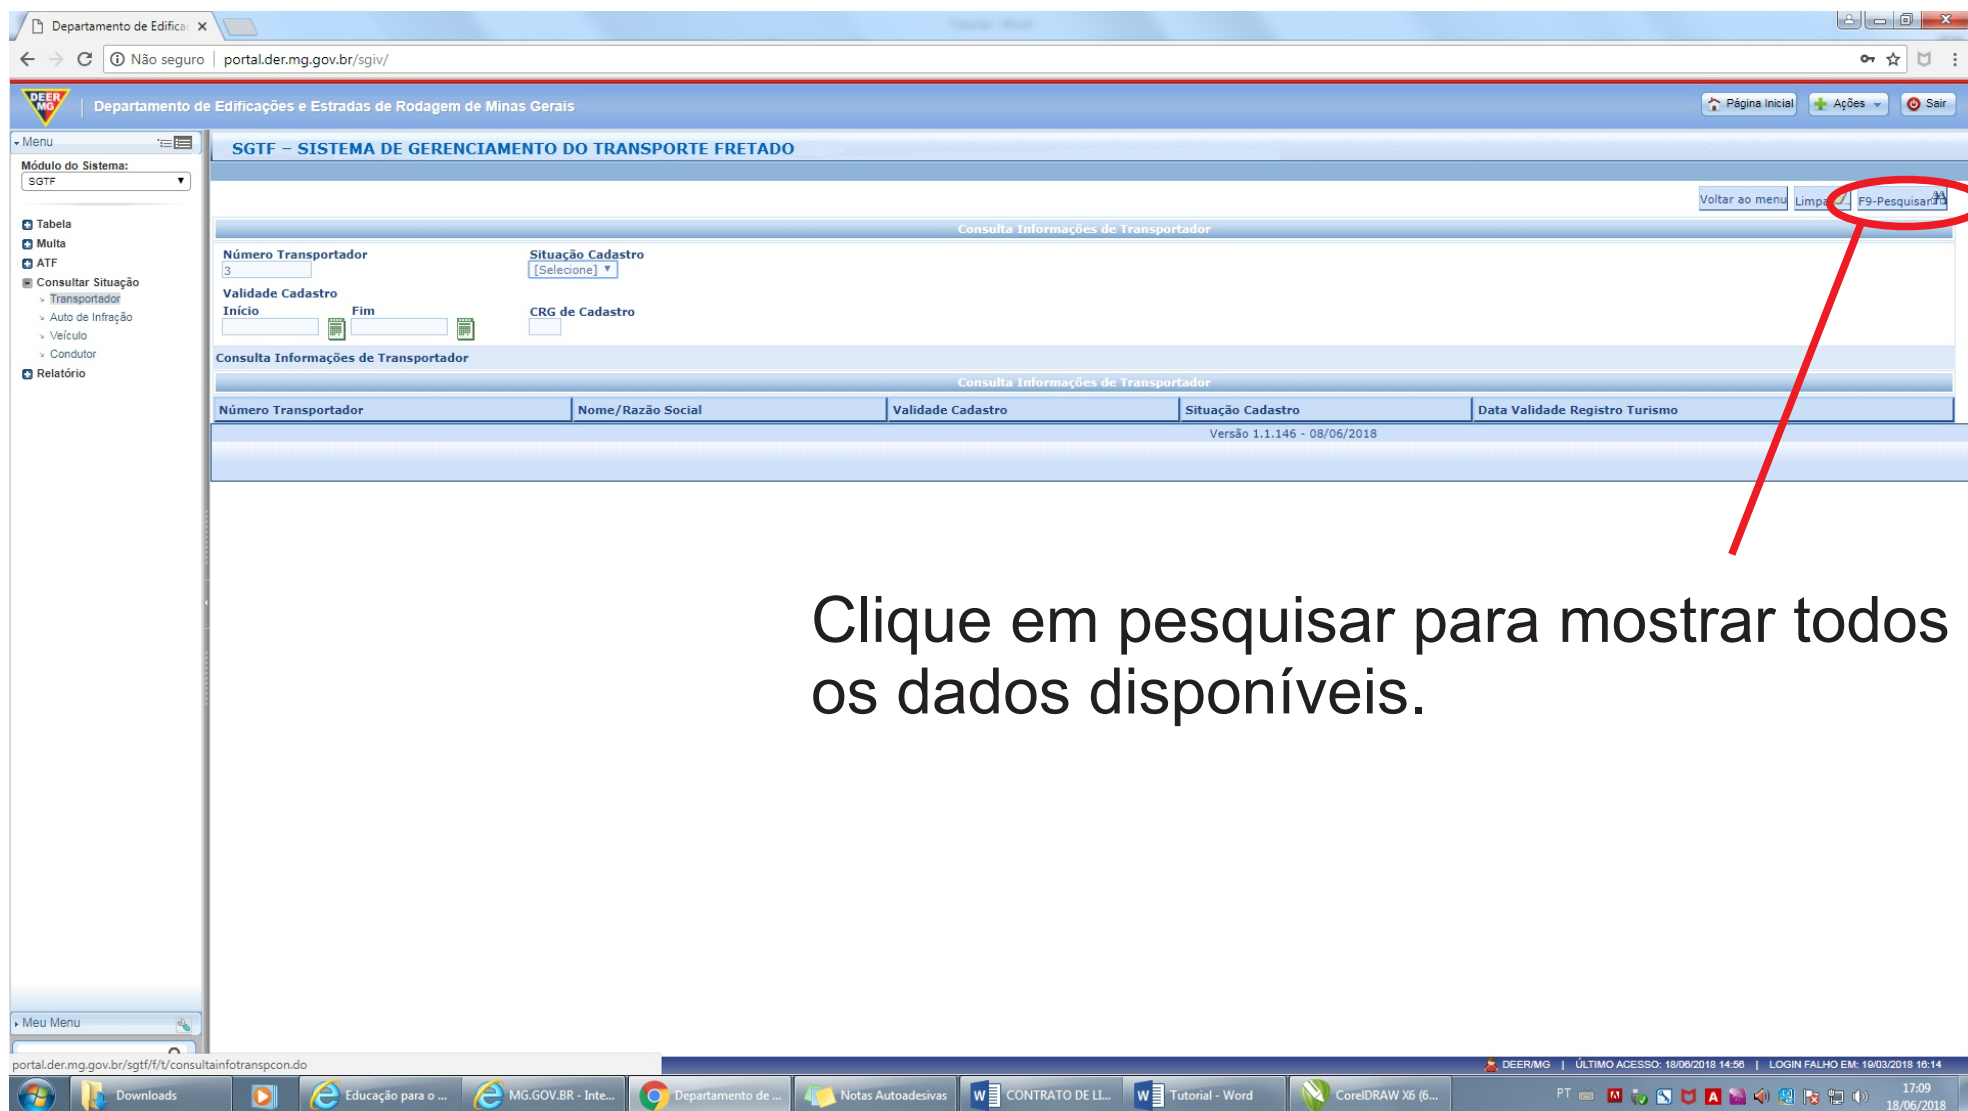 Departamento de Edifica
Não seguro | portal.der.mg.gov.br/sgiv/
DEER MG
Departamento de Edificações e Estradas de Rodagem de Minas Gerais
Página Inicial
Ações
Sair
Menu
Módulo do Sistema:
SGTF
Tabela
Multa
ATF
Consultar Situação
Transportador
Auto de Infração
Veículo
Condutor
Relatório
SGTF – SISTEMA DE GERENCIAMENTO DO TRANSPORTE FRETADO
Voltar ao menu
Limpa
F9-Pesquisar
Consulta Informações de Transportador
Número Transportador
Situação Cadastro
3
[Selecione]
Validade Cadastro
Início
Fim
CRG de Cadastro
Consulta Informações de Transportador
Consulta Informações de Transportador
Número Transportador
Nome/Razão Social
Validade Cadastro
Situação Cadastro
Data Validade Registro Turismo
Versão 1.1.146 - 08/06/2018
Clique em pesquisar para mostrar todos
os dados disponíveis.
Meu Menu
portal.der.mg.gov.br/sgtf/f/t/consultainfotranspcon.do
DEER/MG | ÚLTIMO ACESSO: 18/06/2018 14:56 | LOGIN FALHO EM: 19/03/2018 16:14
Downloads
Educação para o ...
MG.GOV.BR - Inte...
Departamento de ...
Notas Autoadesivas
CONTRATO DE LI...
Tutorial - Word
CorelDRAW X6 (6...
PT
17:09
18/06/2018